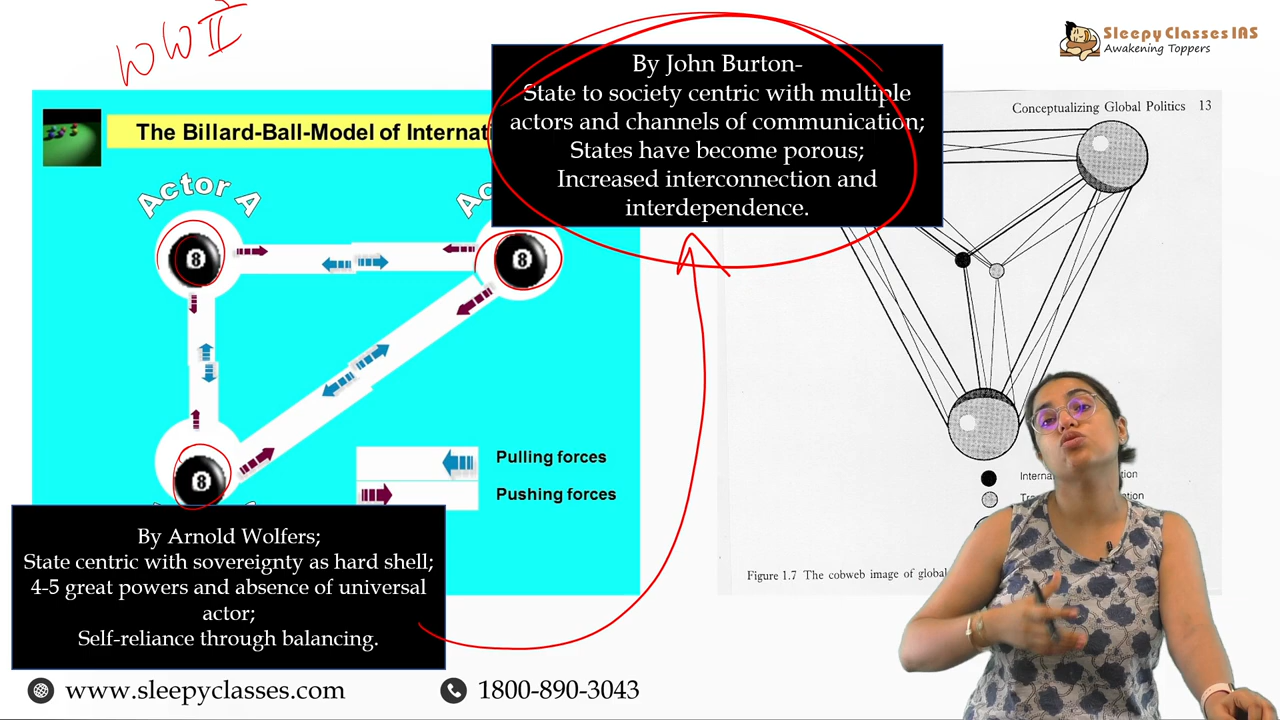 WW II
Sleepy Classes IAS
Awakening Toppers
The Billard-Ball-Model of Internati
By John Burton-
State to society centric with multiple
actors and channels of communication;
States have become porous;
Increased interconnection and
interdependence.
Conceptualizing Global Politics 13
Actor A
Ac
8
8
8
Pulling forces
Pushing forces
By Arnold Wolfers;
State centric with sovereignty as hard shell;
4-5 great powers and absence of universal
actor;
Self-reliance through balancing.
Figure 1.7 The cobweb image of global
www.sleepyclasses.com
1800-890-3043